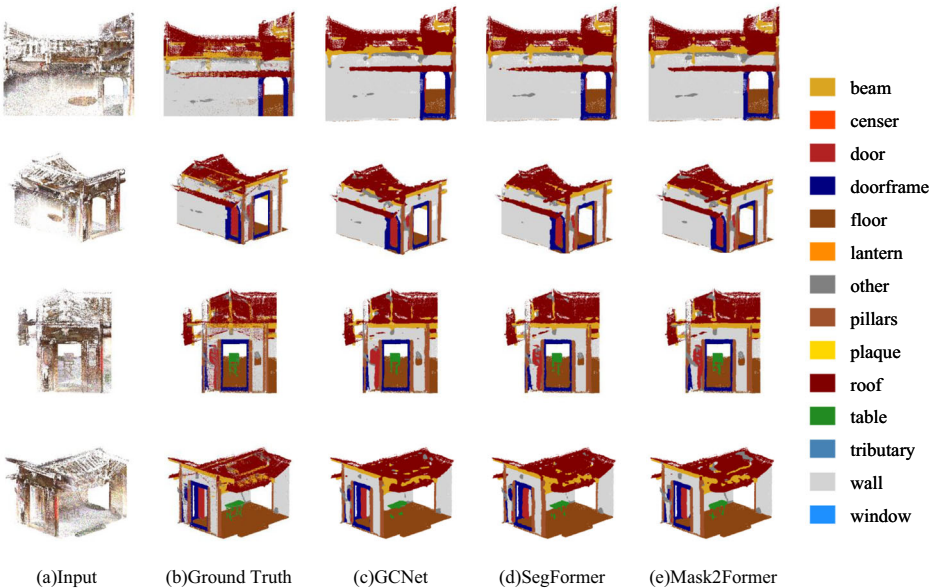 beam
censer
door
doorframe
floor
lantern
other
pillars
plaque
roof
table
tributary
wall
window
(a)Input (b)Ground Truth (c)GCNet (d)SegFormer (e)Mask2Former